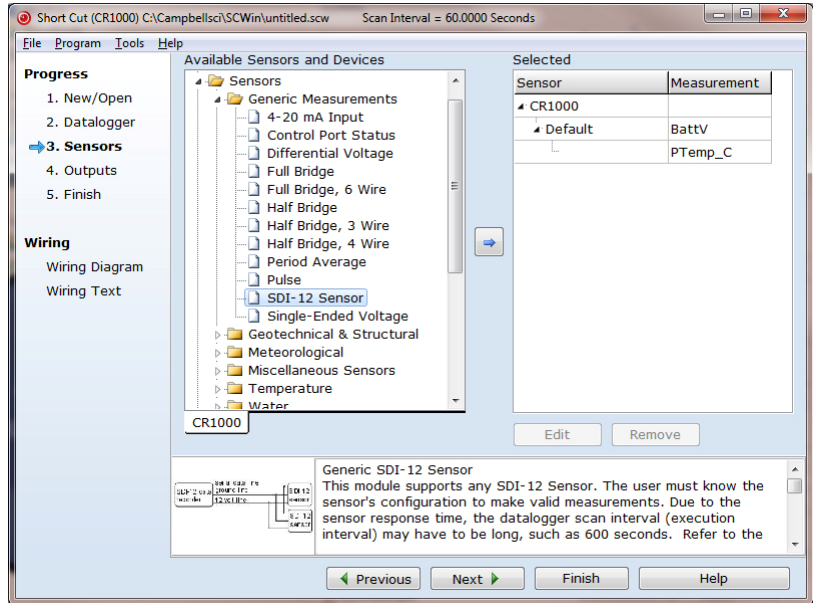 Short Cut (CR1000) C:\Campbellsci\SCWin\untitled.scw Scan Interval = 60.0000 Seconds
File Program Tools Help
Progress
1. New/Open
2. Datalogger
3. Sensors
4. Outputs
5. Finish
Wiring
Wiring Diagram
Wiring Text
Available Sensors and Devices
Sensors
Generic Measurements
4-20 mA Input
Control Port Status
Differential Voltage
Full Bridge
Full Bridge, 6 Wire
Half Bridge
Half Bridge, 3 Wire
Half Bridge, 4 Wire
Period Average
Pulse
SDI-12 Sensor
Single-Ended Voltage
Geotechnical & Structural
Meteorological
Miscellaneous Sensors
Temperature
Water
CR1000
Selected
Sensor Measurement
CR1000
Default BattV
PTemp_C
Edit Remove
Generic SDI-12 Sensor
This module supports any SDI-12 Sensor. The user must know the
sensor's configuration to make valid measurements. Due to the
sensor response time, the datalogger scan interval (execution
interval) may have to be long, such as 600 seconds. Refer to the
Previous Next Finish Help